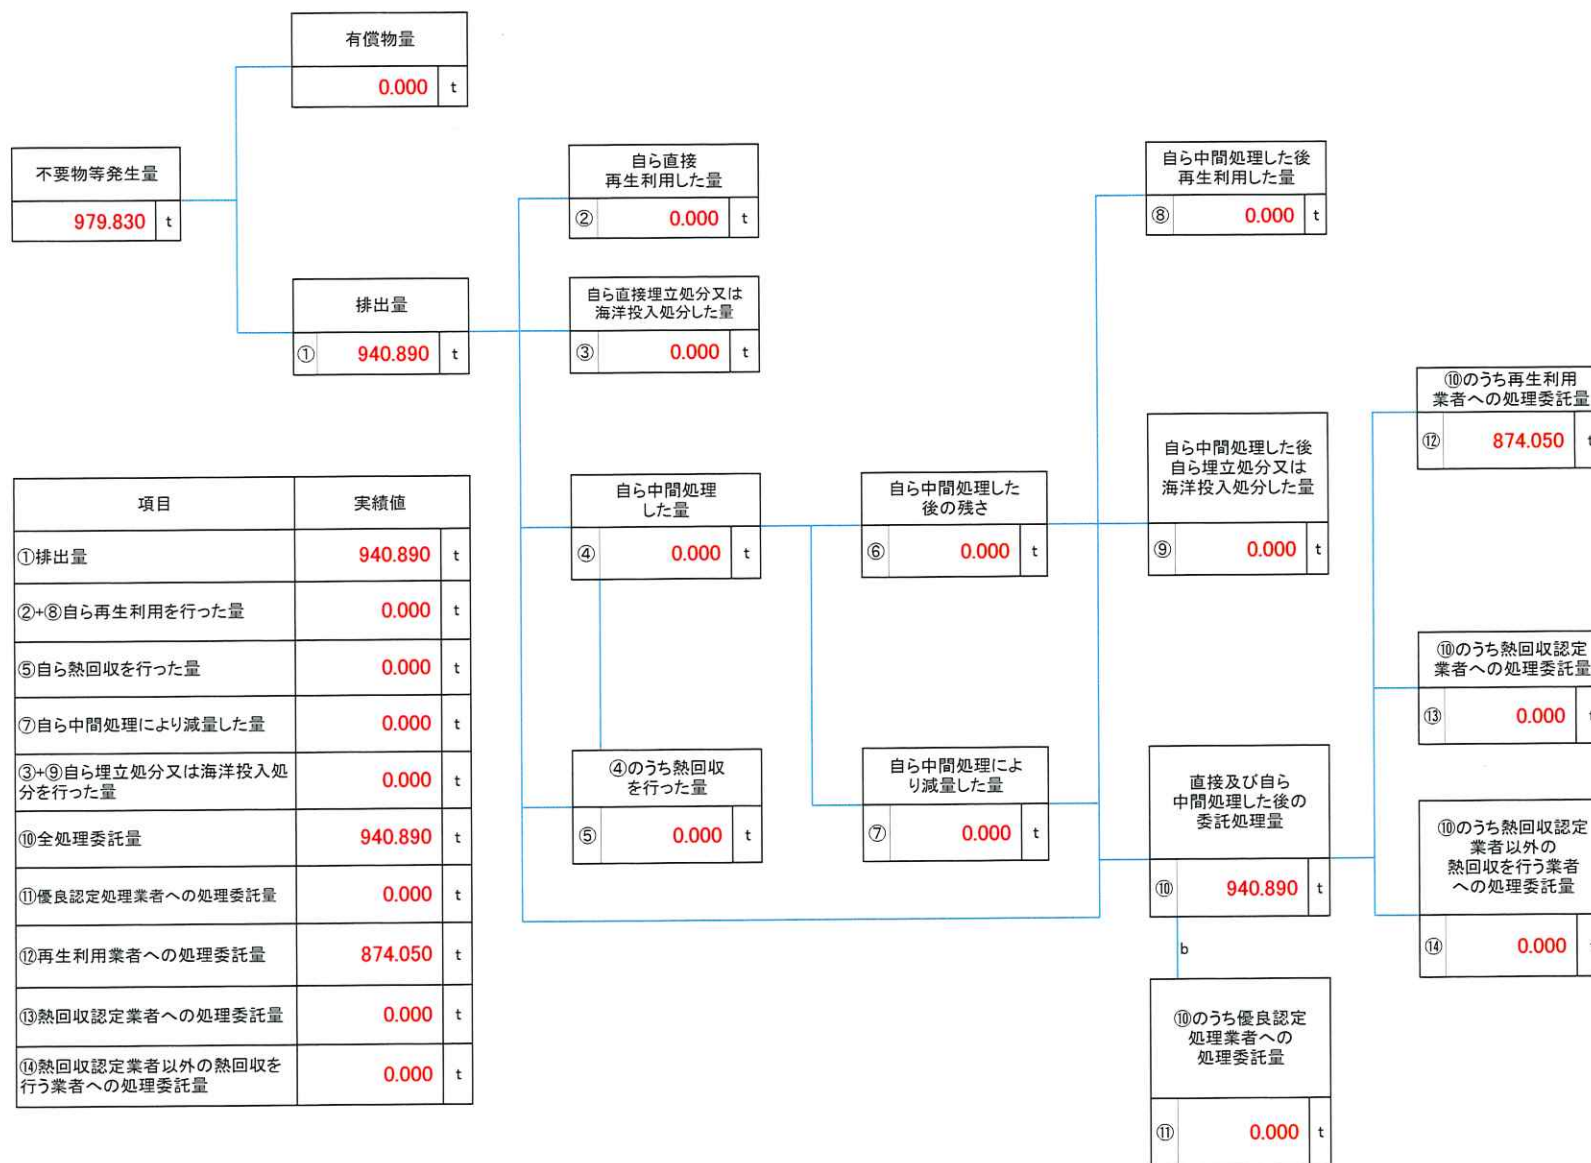 有償物量
0.000 t
不要物等発生量
979.830 t
排出量
① 940.890 t
自ら直接
再生利用した量
② 0.000 t
自ら直接埋立処分又は
海洋投入処分した量
③ 0.000 t
自ら中間処理
した量
④ 0.000 t
④のうち熱回収
を行った量
⑤ 0.000 t
自ら中間処理した
後の残さ
⑥ 0.000 t
自ら中間処理によ
り減量した量
⑦ 0.000 t
自ら中間処理した後
再生利用した量
⑧ 0.000 t
自ら中間処理した後
自ら埋立処分又は
海洋投入処分した量
⑨ 0.000 t
直接及び自ら
中間処理した後の
委託処理量
⑩ 940.890 t
b
⑩のうち優良認定
処理業者への
処理委託量
⑪ 0.000 t
⑩のうち再生利用
業者への処理委託量
⑫ 874.050 t
⑩のうち熱回収認定
業者への処理委託量
⑬ 0.000
⑩のうち熱回収認定
業者以外の
熱回収を行う業者
への処理委託量
⑭ 0.000
項目 実績値
①排出量 940.890 t
②+⑧自ら再生利用を行った量 0.000 t
⑤自ら熱回収を行った量 0.000 t
⑦自ら中間処理により減量した量 0.000 t
③+⑨自ら埋立処分又は海洋投入処
分を行った量 0.000 t
⑩全処理委託量 940.890 t
⑪優良認定処理業者への処理委託量 0.000 t
⑫再生利用業者への処理委託量 874.050 t
⑬熱回収認定業者への処理委託量 0.000 t
⑭熱回収認定業者以外の熱回収を
行う業者への処理委託量 0.000 t